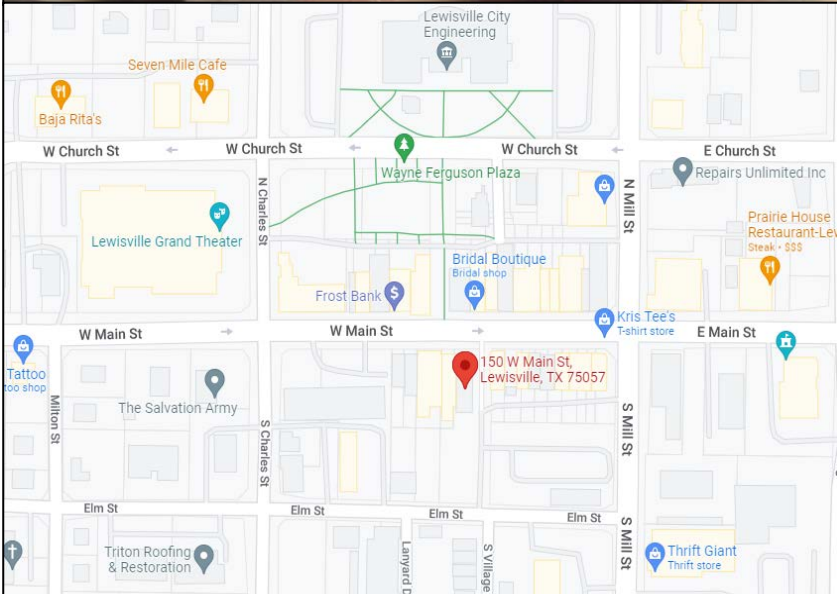 Lewisville City
Engineering
Seven Mile Cafe
Baja Rita's
W Church St
W Church St
W Church St
E Church St
Wayne Ferguson Plaza
Repairs Unlimited Inc
N Charles St
N Mill St
Lewisville Grand Theater
Prairie House
Restaurant-Lew
Steak · $$$
Bridal Boutique
Bridal shop
Frost Bank
Kris Tee's
T-shirt store
W Main St
W Main St
E Main St
Tattoo
too shop
150 W Main St,
Lewisville, TX 75057
The Salvation Army
Milton St
S Charles St
S Mill St
Elm St
Elm St
Elm St
Triton Roofing
& Restoration
Lanyard D
S Village
S Mill St
Thrift Giant
Thrift store